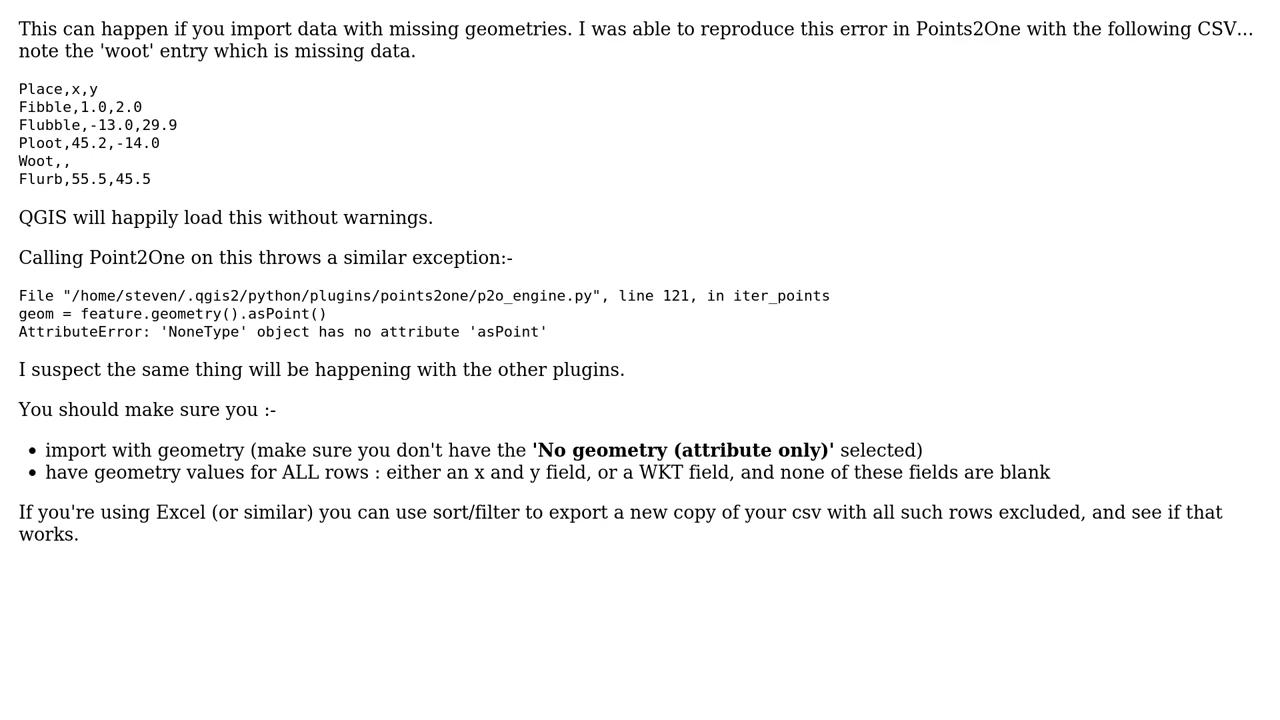 This can happen if you import data with missing geometries. I was able to reproduce this error in Points2One with the following CSV...
note the 'woot' entry which is missing data.
Place,x,y
Fibble,1.0,2.0
Flubble,-13.0,29.9
Ploot,45.2,-14.0
Woot,,
Flurb,55.5,45.5
QGIS will happily load this without warnings.
Calling Point2One on this throws a similar exception:-
File "/home/steven/.qgis2/python/plugins/points2one/p2o_engine.py", line 121, in iter_points
geom = feature.geometry().asPoint()
AttributeError: 'NoneType' object has no attribute 'asPoint'
I suspect the same thing will be happening with the other plugins.
You should make sure you :-
• import with geometry (make sure you don't have the 'No geometry (attribute only)' selected)
• have geometry values for ALL rows : either an x and y field, or a WKT field, and none of these fields are blank
If you're using Excel (or similar) you can use sort/filter to export a new copy of your csv with all such rows excluded, and see if that
works.